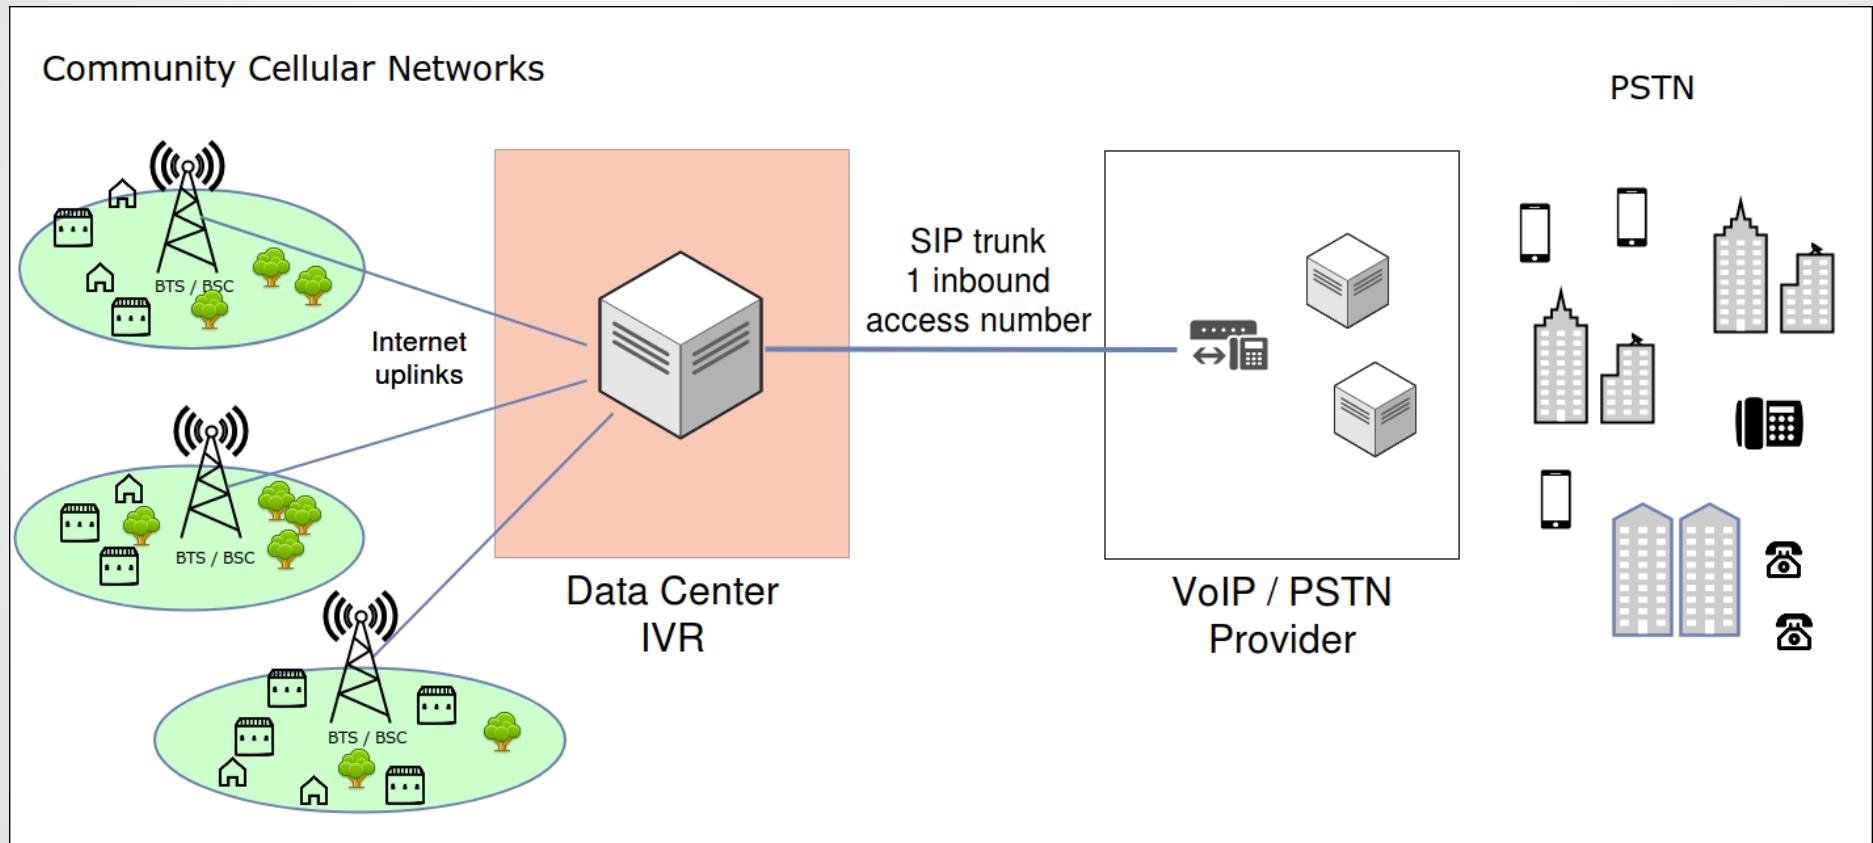 Community Cellular Networks
PSTN
BTS / BSC
Internet
uplinks
SIP trunk
1 inbound
access number
BTS / BSC
Data Center
IVR
VoIP / PSTN
Provider
BTS / BSC